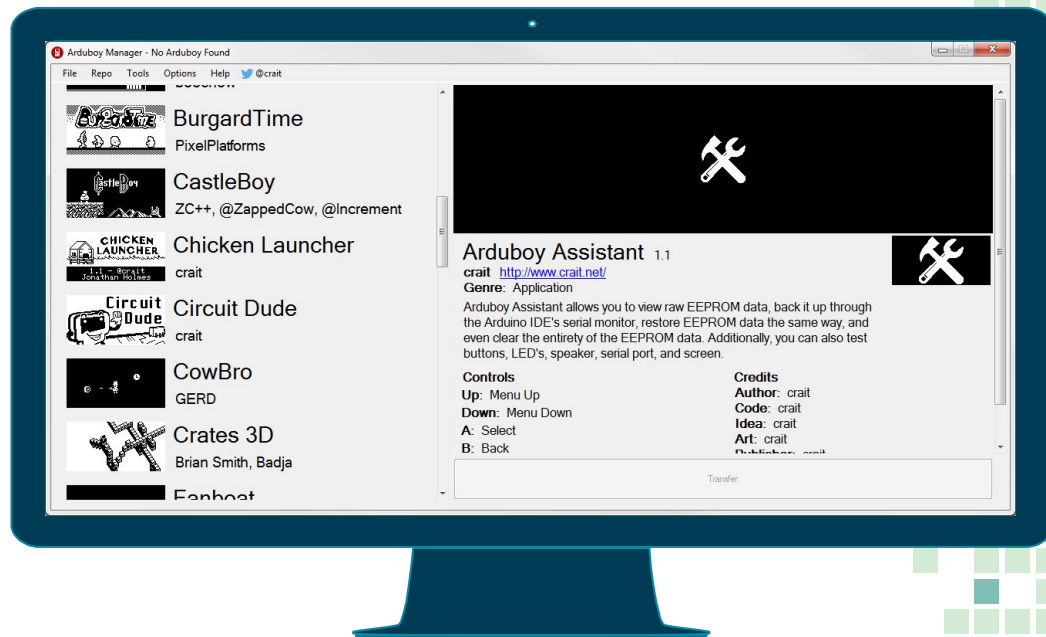 Arduboy Manager - No Arduboy Found
File Repo Tools Options Help @crait
BurgardTime
PixelPlatforms
CastleBoy
ZC++, @ZappedCow, @Increment
CHICKEN
LAUNCHER
1.1 - @crait
Jonathan Holmes
Chicken Launcher
crait
Circuit
Dude
Circuit Dude
crait
CowBro
GERD
Crates 3D
Brian Smith, Badja
Fanboat
Arduboy Assistant 1.1
crait http://www.crait.net/
Genre: Application
Arduboy Assistant allows you to view raw EEPROM data, back it up through
the Arduino IDE's serial monitor, restore EEPROM data the same way, and
even clear the entirety of the EEPROM data. Additionally, you can also test
buttons, LED's, speaker, serial port, and screen.
Controls
Up: Menu Up
Down: Menu Down
A: Select
B: Back
Credits
Author: crait
Code: crait
Idea: crait
Art: crait
Publisher: crait
Transfer